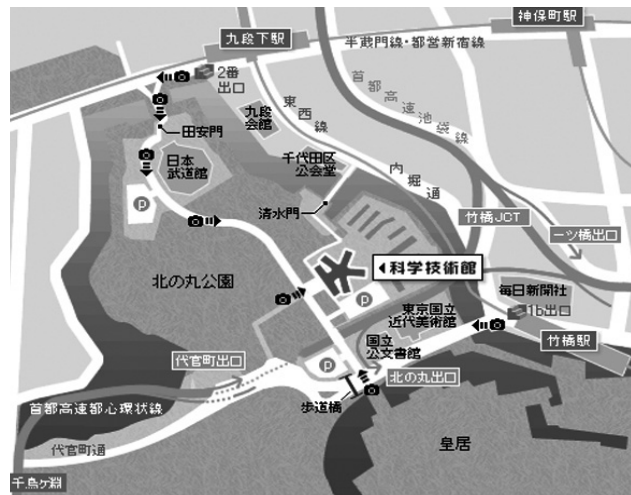 神保町駅
九段下駅
半蔵門線・都営新宿線
2番
出口
首都高速池袋線
東西線
九段
会館
田安門
千代田区
公会堂
日本
武道館
内堀通
P
清水門
竹橋JCT
一ツ橋出口
科学技術館
北の丸公園
P
毎日新聞社
東京国立
近代美術館
1b出口
国立
公文書館
竹橋駅
代官町出口
P
北の丸出口
首都高速都心環状線
歩道橋
皇居
代官町通
千鳥ケ淵